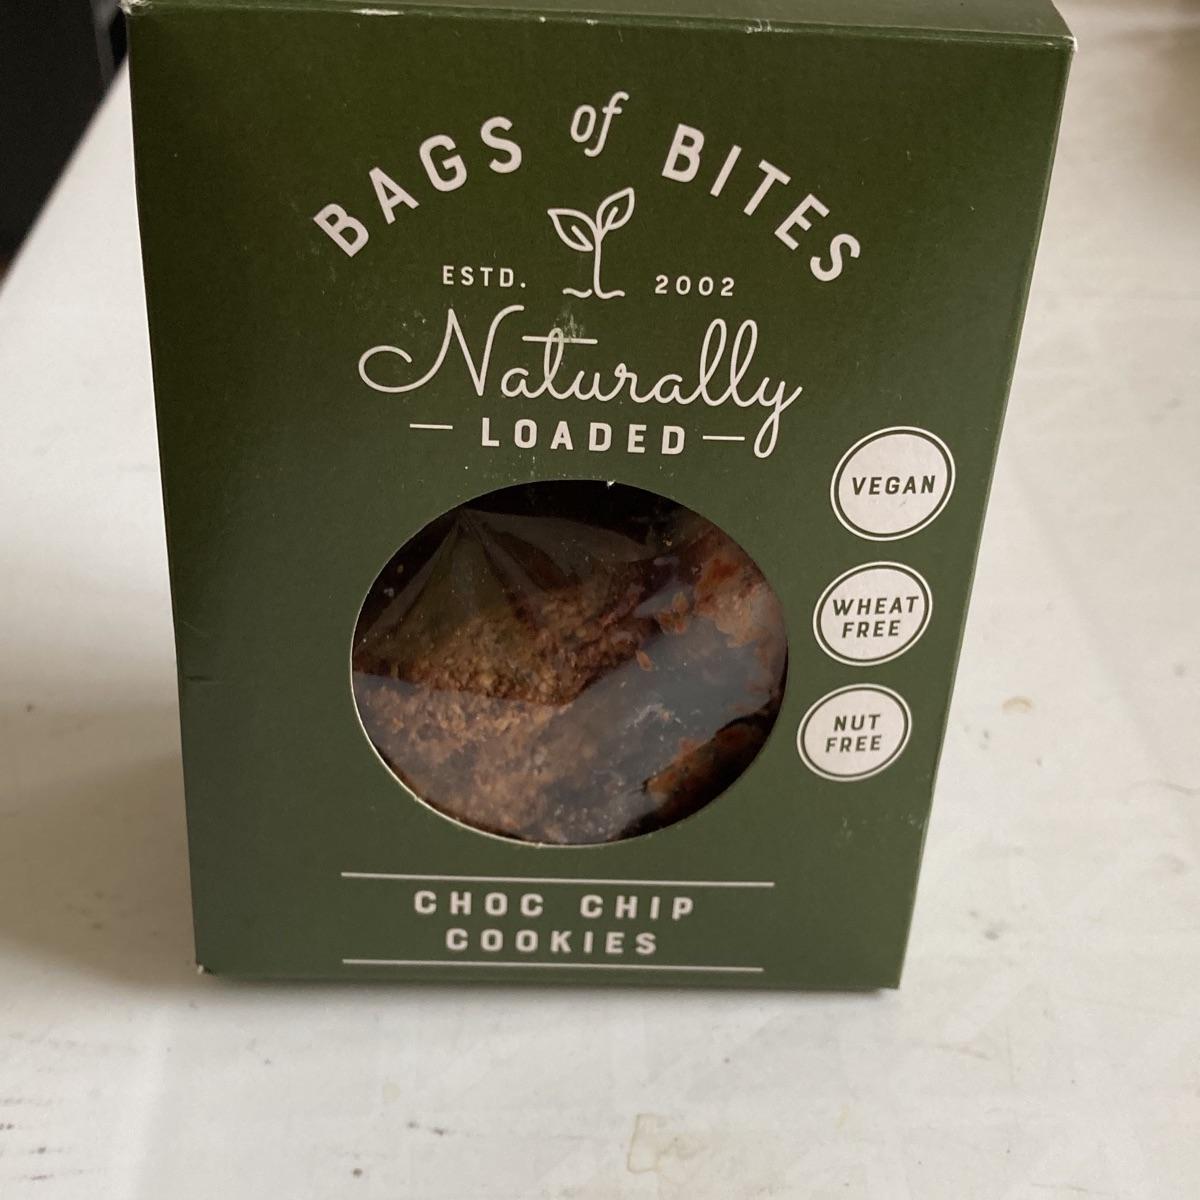 BAGS of BITES
ESTD. 2002
Naturally
LOADED
VEGAN
WHEAT
FREE
NUT
FREE
CHOC CHIP
COOKIES